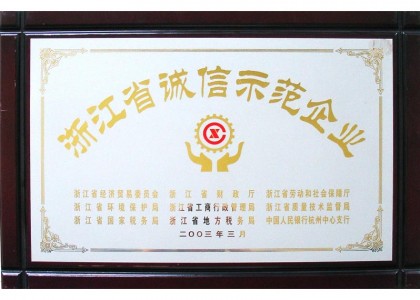 浙江省诚信示范企业
浙江省经济贸易委员会 浙江省财政厅 浙江省劳动和社会保障厅
浙江省环境保护局 浙江省工商行政管理局 浙江省质量技术监督局
浙江省国家税务局 浙江省地方税务局 中国人民银行杭州中心支行
二00三年三月